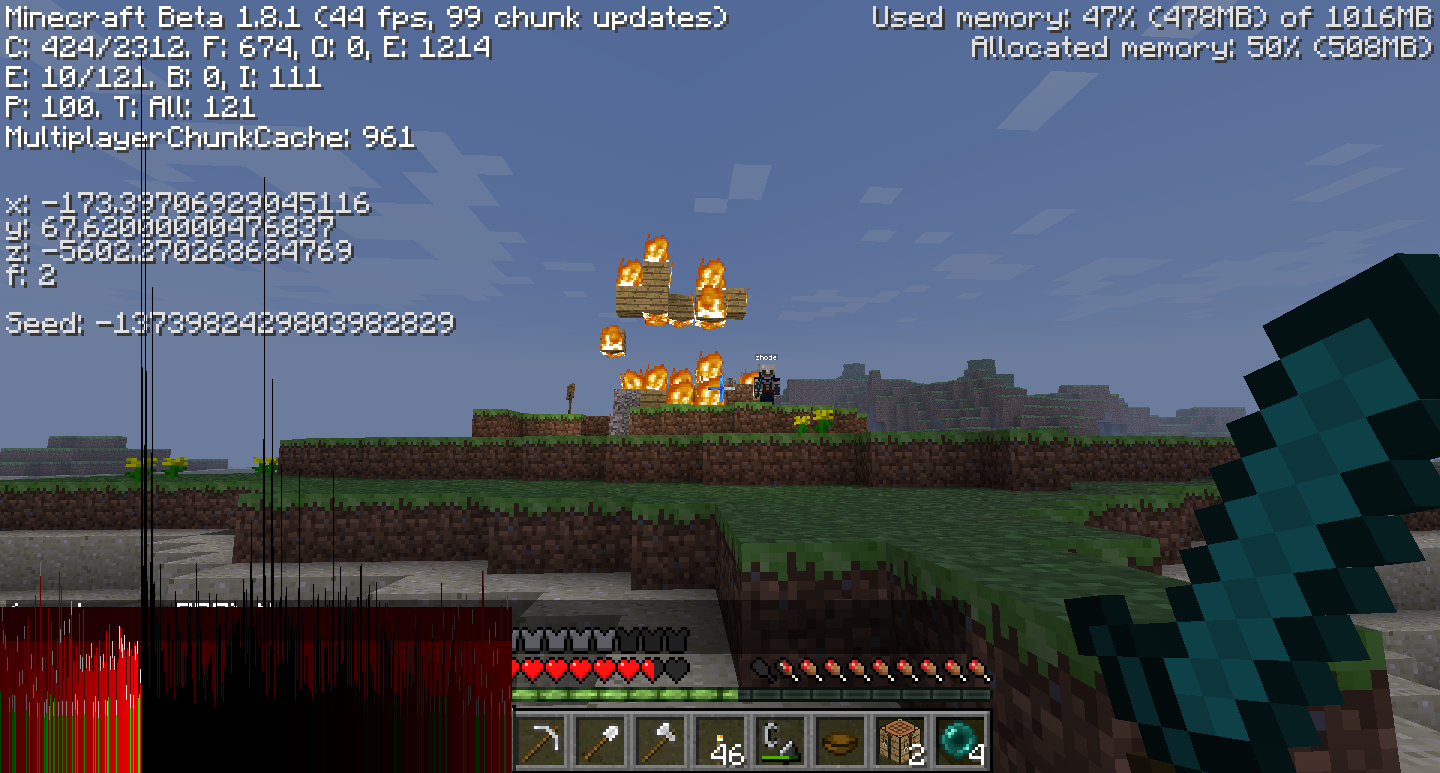 Minecraft Beta 1.8.1 (44 fps, 99 chunk updates)
Used memory: 47% (478MB) of 1016MB
C: 424/2312. F: 674, O: 0, E: 1214
Allocated memory: 50% (508MB)
E: 10/121. B: 0, I: 111
P: 100. T: All: 121
MultiplayerChunkCache: 961
x: -173.39706929045116
y: 67.62000000476837
z: -5602.270268684769
f: 2
Seed: -1373982429803982829
zhode
46
2
4